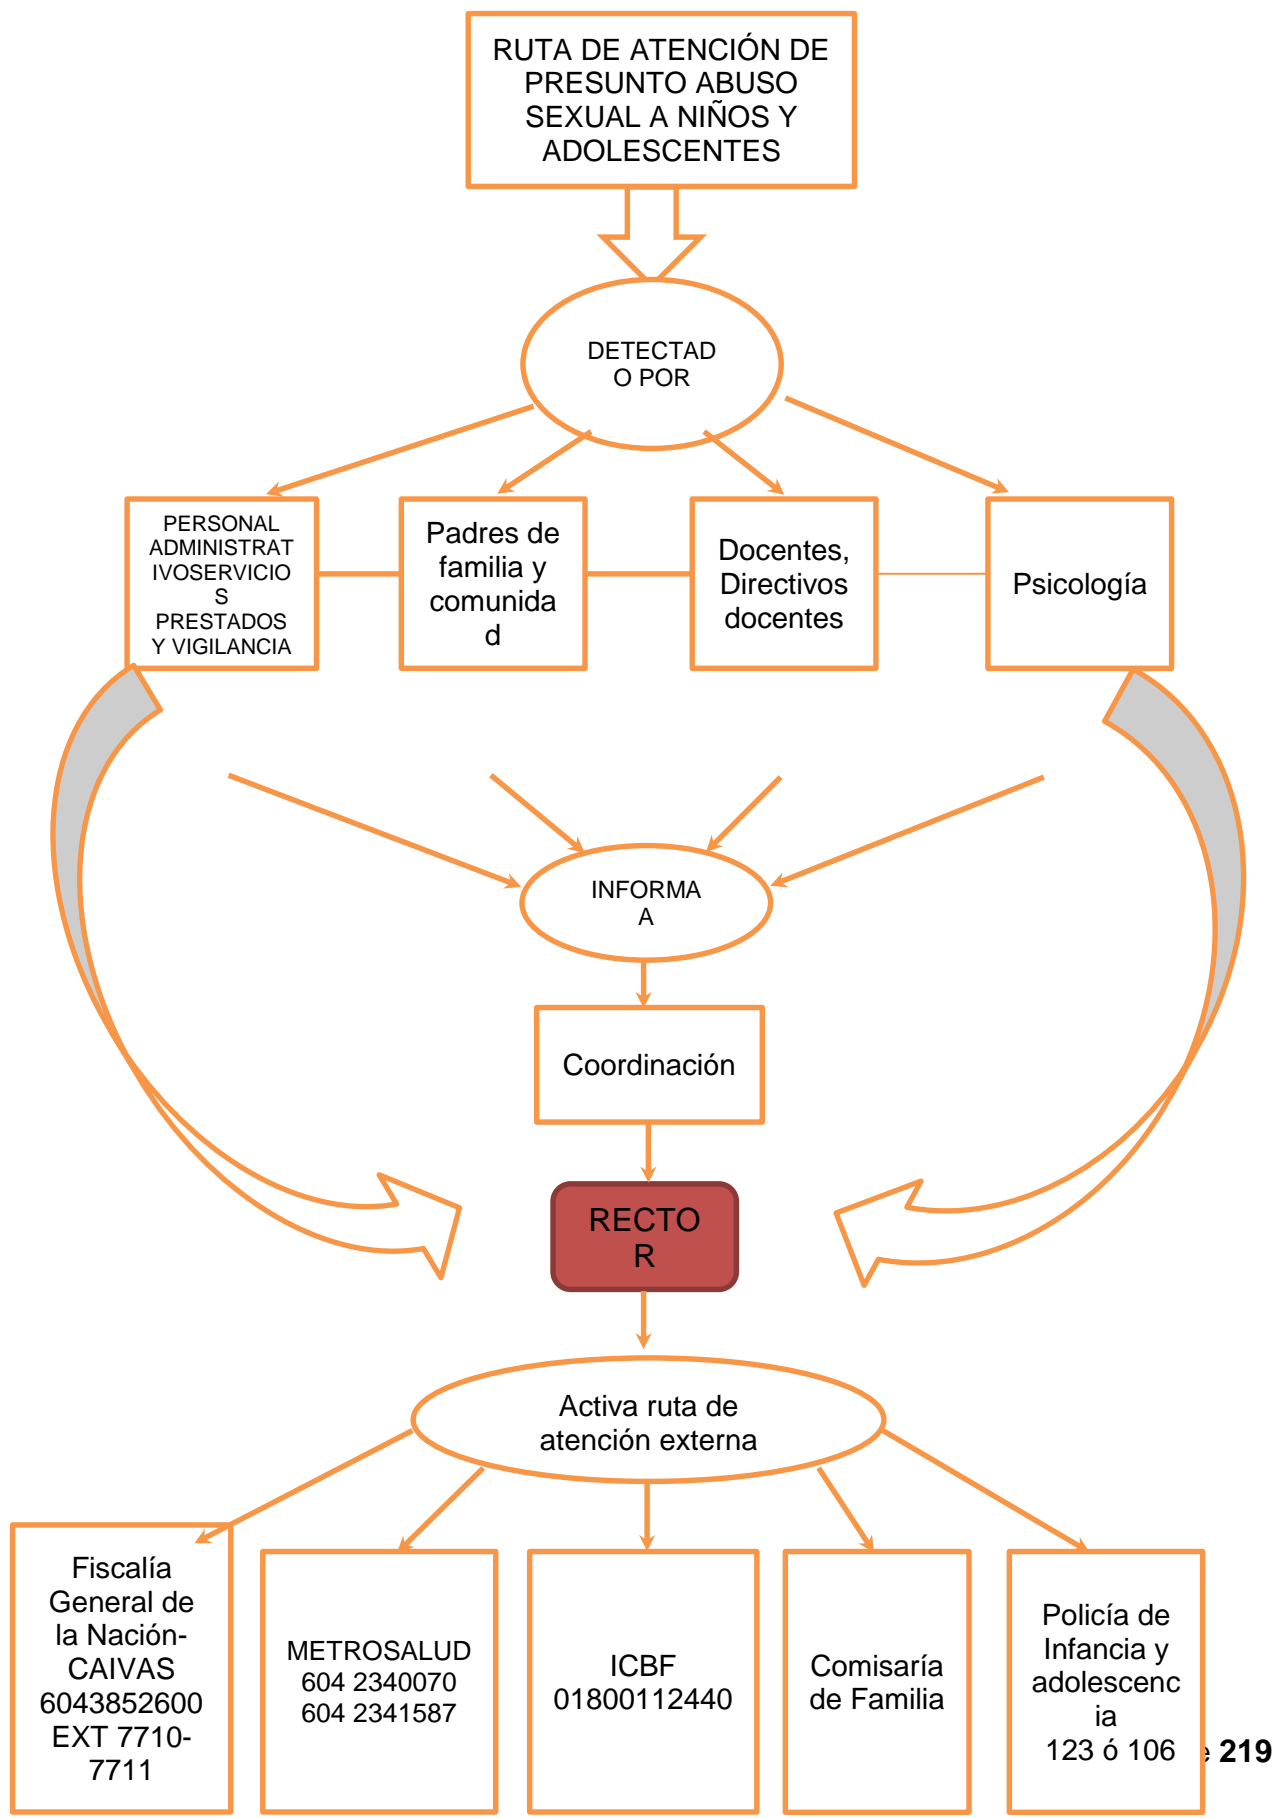 RUTA DE ATENCIÓN DE
PRESUNTO ABUSO
SEXUAL A NIÑOS Y
ADOLESCENTES
DETECTAD
O POR
PERSONAL
ADMINISTRAT
IVOSERVICIO
S
PRESTADOS
Y VIGILANCIA
Padres de
familia y
comunida
d
Docentes,
Directivos
docentes
Psicología
INFORMA
A
Coordinación
RECTO
R
Activa ruta de
atención externa
Fiscalía
General de
la Nación-
CAIVAS
6043852600
EXT 7710-
7711
METROSALUD
604 2340070
604 2341587
ICBF
01800112440
Comisaría
de Familia
Policía de
Infancia y
adolescenc
ia
123 ó 106
219